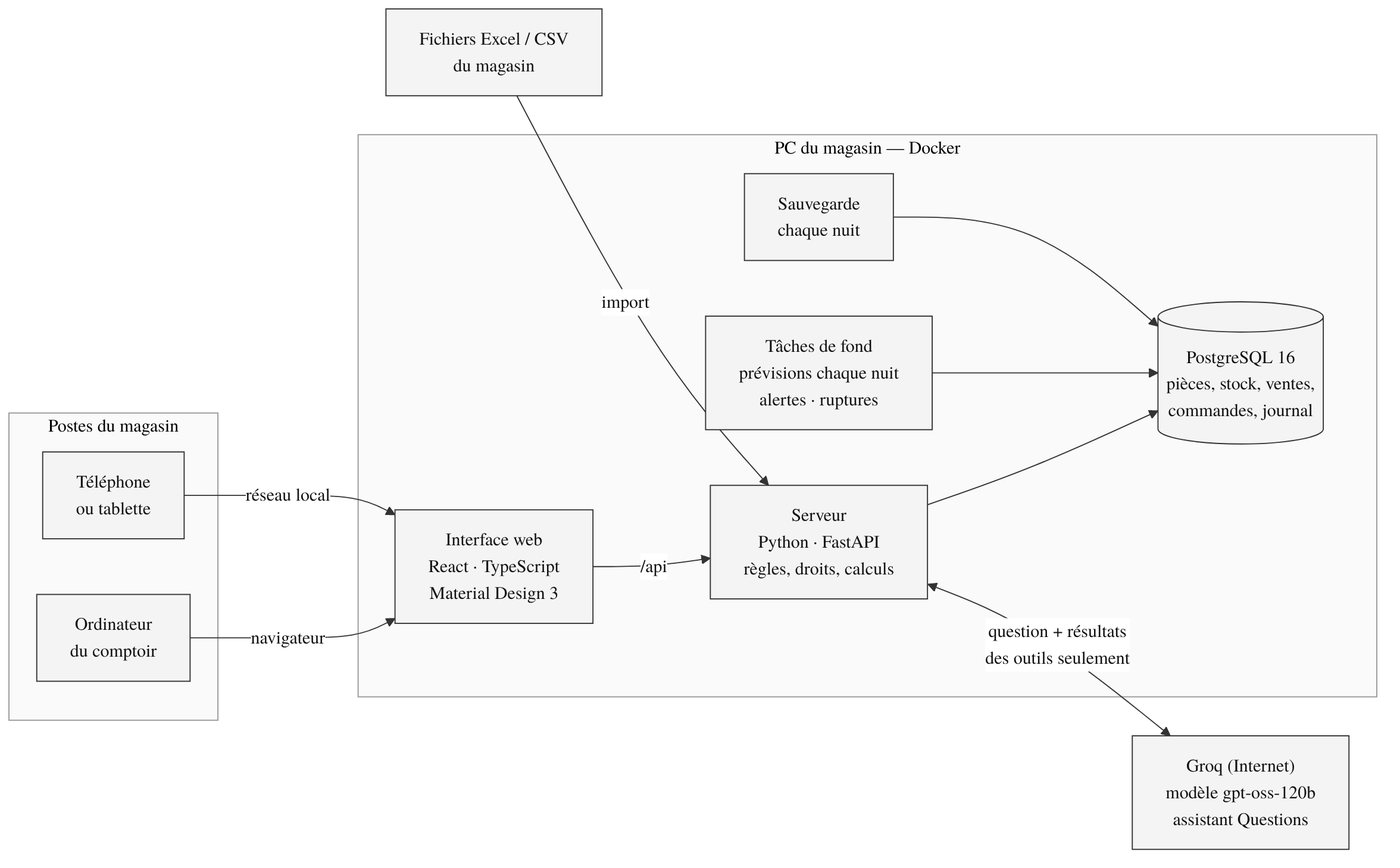 Fichiers Excel / CSV
du magasin
PC du magasin — Docker
Sauvegarde
chaque nuit
import
Tâches de fond
prévisions chaque nuit
alertes · ruptures
PostgreSQL 16
pièces, stock, ventes,
commandes, journal
Postes du magasin
Téléphone
ou tablette
réseau local
Ordinateur
du comptoir
navigateur
Interface web
React · TypeScript
Material Design 3
/api
Serveur
Python · FastAPI
règles, droits, calculs
question + résultats
des outils seulement
Groq (Internet)
modèle gpt-oss-120b
assistant Questions